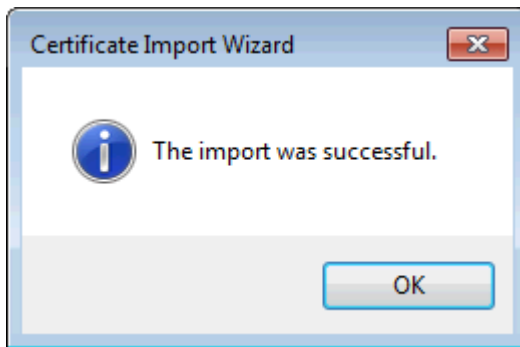 Certificate Import Wizard
The import was successful.
OK